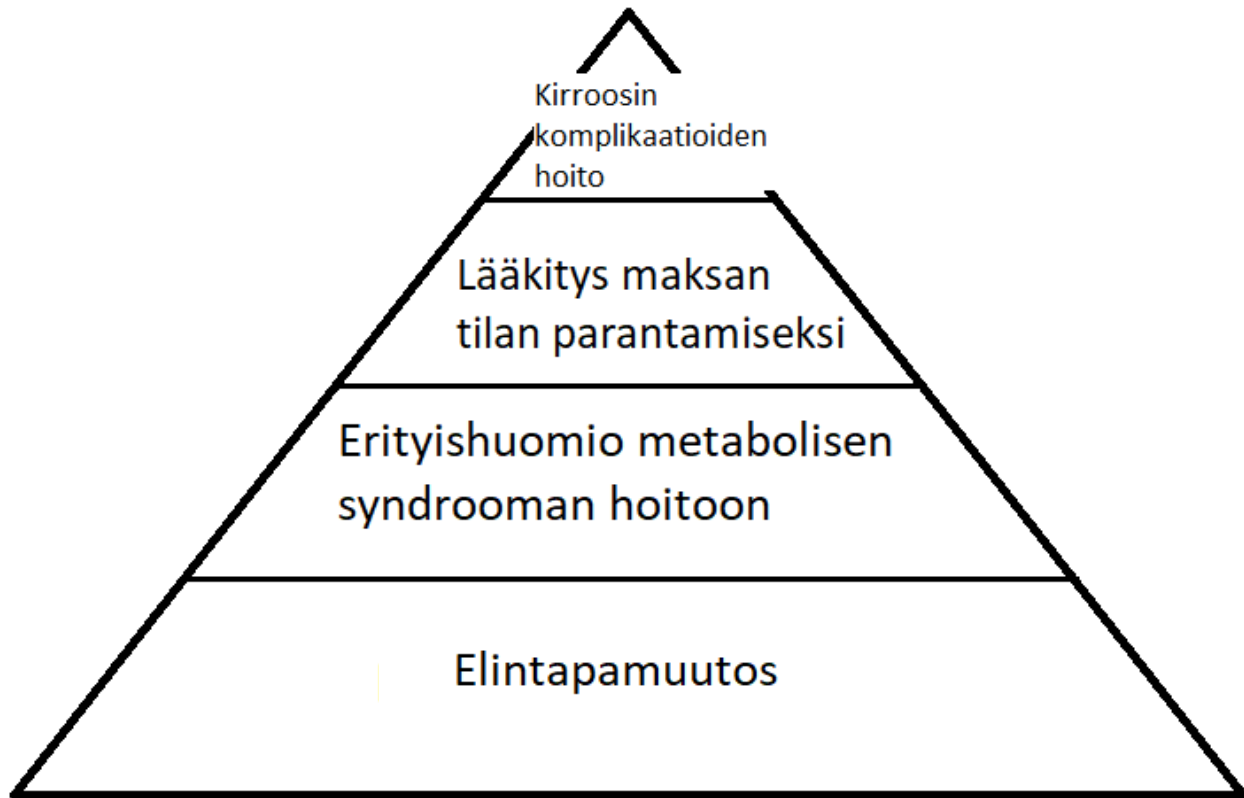 Kirroosin
komplikaatioiden
hoito
Lääkitys maksan
tilan parantamiseksi
Erityishuomio metabolisen
syndrooman hoitoon
Elintapamuutos